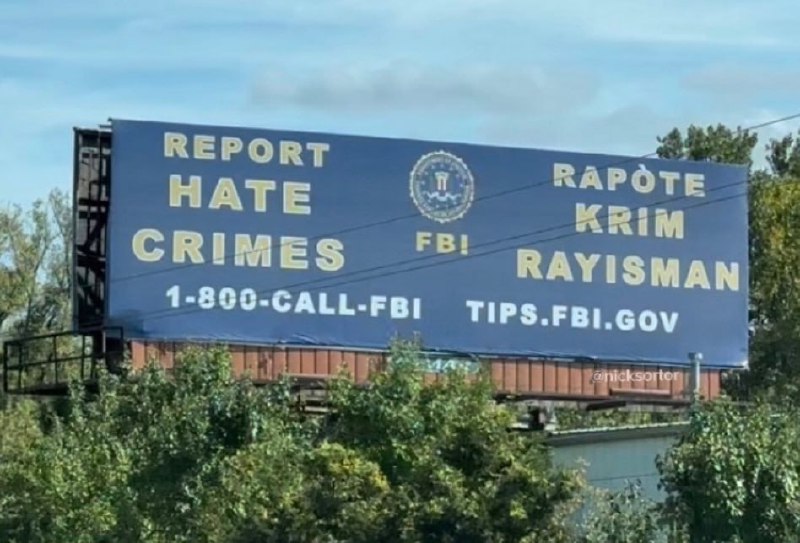 REPORT
HATE
CRIMES
FBI
RAPÒTE
KRIM
RAYISMAN
1-800-CALL-FBI
TIPS.FBI.GOV
@nicksortor